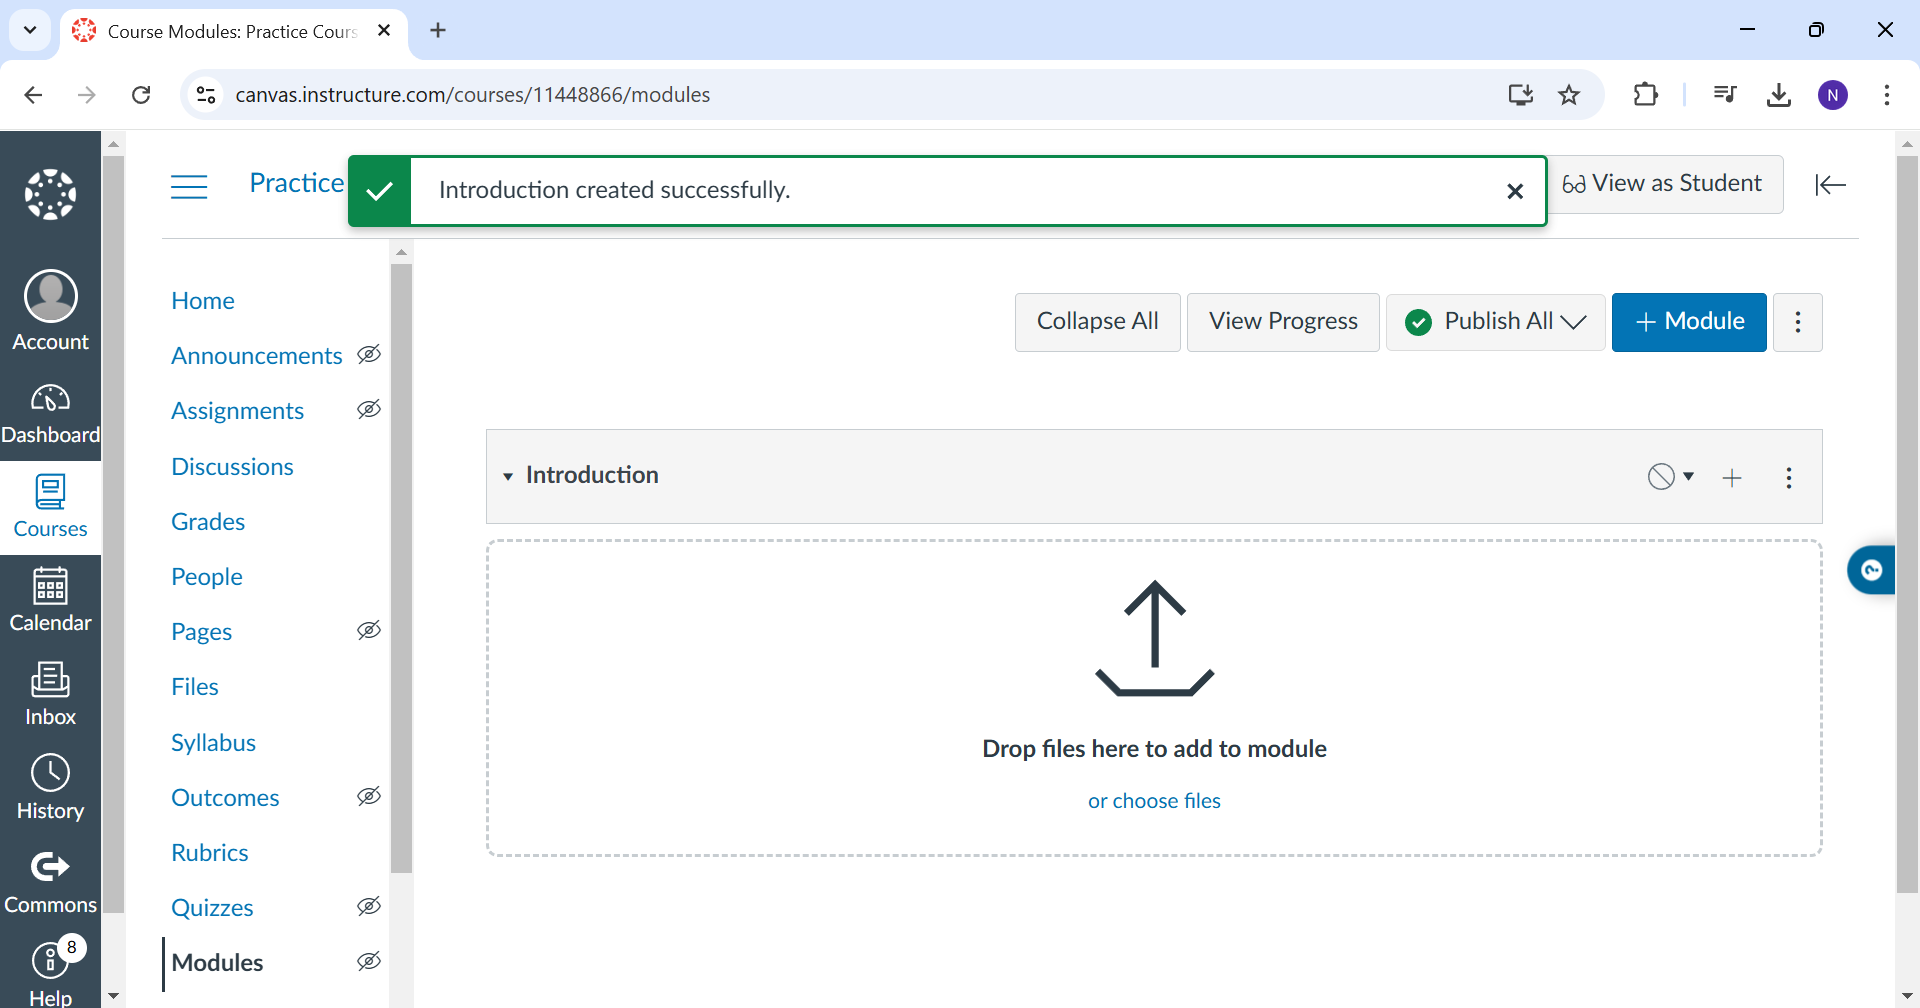 Course Modules: Practice Cours
canvas.instructure.com/courses/11448866/modules
N
Practice
Introduction created successfully.
View as Student
Account
Dashboard
Courses
Calendar
Inbox
History
Commons
8
Help
Home
Announcements
Assignments
Discussions
Grades
People
Pages
Files
Syllabus
Outcomes
Rubrics
Quizzes
Modules
Collapse All
View Progress
Publish All
+ Module
Introduction
Drop files here to add to module
or choose files